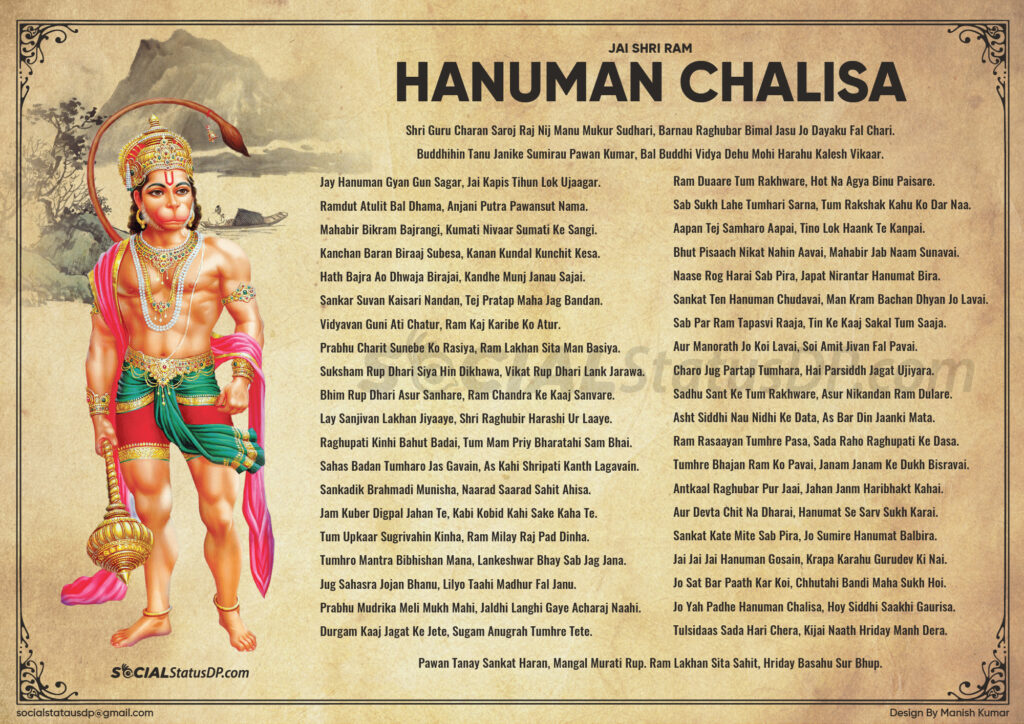 JAI SHRI RAM
HANUMAN CHALISA
Shri Guru Charan Saroj Raj Nij Manu Mukur Sudhari, Barnau Raghubar Bimal Jasu Jo Dayaku Fal Chari.
Buddhihin Tanu Janike Sumirau Pawan Kumar, Bal Buddhi Vidya Dehu Mohi Harahu Kalesh Vikaar.
Jay Hanuman Gyan Gun Sagar, Jai Kapis Tihun Lok Ujaagar.
Ramdut Atulit Bal Dhama, Anjani Putra Pawansut Nama.
Mahabir Bikram Bajrangi, Kumati Nivaar Sumati Ke Sangi.
Kanchan Baran Biraaj Subesa, Kanan Kundal Kunchit Kesa.
Hath Bajra Ao Dhwaja Birajai, Kandhe Munj Janau Sajai.
Sankar Suvan Kaisari Nandan, Tej Pratap Maha Jag Bandan.
Vidyavan Guni Ati Chatur, Ram Kaj Karibe Ko Atur.
Prabhu Charit Sunebe Ko Rasiya, Ram Lakhan Sita Man Basiya.
Suksham Rup Dhari Siya Hin Dikhawa, Vikat Rup Dhari Lank Jarawa.
Bhim Rup Dhari Asur Sanhare, Ram Chandra Ke Kaaj Sanvare.
Lay Sanjivan Lakhan Jiyaaye, Shri Raghubir Harashi Ur Laaye.
Raghupati Kinhi Bahut Badai, Tum Mam Priy Bharatahi Sam Bhai.
Sahas Badan Tumharo Jas Gavain, As Kahi Shripati Kanth Lagavain.
Sankadik Brahmadi Munisha, Naarad Saarad Sahit Ahisa.
Jam Kuber Digpal Jahan Te, Kabi Kobid Kahi Sake Kaha Te.
Tum Upkaar Sugrivahin Kinha, Ram Milay Raj Pad Dinha.
Tumhro Mantra Bibhishan Mana, Lankeshwar Bhay Sab Jag Jana.
Jug Sahasra Jojan Bhanu, Lilyo Taahi Madhur Fal Janu.
Prabhu Mudrika Meli Mukh Mahi, Jaldhi Langhi Gaye Acharaj Naahi.
Durgam Kaaj Jagat Ke Jete, Sugam Anugrah Tumhre Tete.
Ram Duaare Tum Rakhware, Hot Na Agya Binu Paisare.
Sab Sukh Lahe Tumhari Sarna, Tum Rakshak Kahu Ko Dar Naa.
Aapan Tej Samharo Aapai, Tino Lok Haank Te Kanpai.
Bhut Pisaach Nikat Nahin Aavai, Mahabir Jab Naam Sunavai.
Naase Rog Harai Sab Pira, Japat Nirantar Hanumat Bira.
Sankat Ten Hanuman Chudavai, Man Kram Bachan Dhyan Jo Lavai.
Sab Par Ram Tapasvi Raaja, Tin Ke Kaaj Sakal Tum Saaja.
Aur Manorath Jo Koi Lavai, Soi Amit Jivan Fal Pavai.
Charo Jug Partap Tumhara, Hai Parsiddh Jagat Ujiyara.
Sadhu Sant Ke Tum Rakhware, Asur Nikandan Ram Dulare.
Asht Siddhi Nau Nidhi Ke Data, As Bar Din Jaanki Mata.
Ram Rasaayan Tumhre Pasa, Sada Raho Raghupati Ke Dasa.
Tumhre Bhajan Ram Ko Pavai, Janam Janam Ke Dukh Bisravai.
Antkaal Raghubar Pur Jaai, Jahan Janm Haribhakt Kahai.
Aur Devta Chit Na Dharai, Hanumat Se Sarv Sukh Karai.
Sankat Kate Mite Sab Pira, Jo Sumire Hanumat Balbira.
Jai Jai Jai Hanuman Gosain, Krapa Karahu Gurudev Ki Nai.
Jo Sat Bar Paath Kar Koi, Chhutahi Bandi Maha Sukh Hoi.
Jo Yah Padhe Hanuman Chalisa, Hoy Siddhi Saakhi Gaurisa.
Tulsidaas Sada Hari Chera, Kijai Naath Hriday Manh Dera.
Pawan Tanay Sankat Haran, Mangal Murati Rup. Ram Lakhan Sita Sahit, Hriday Basahu Sur Bhup.
SOCIALStatusDP.com
SOCIALStatusDP.com
socialstatausdp@gmail.com
Design By Manish Kumar